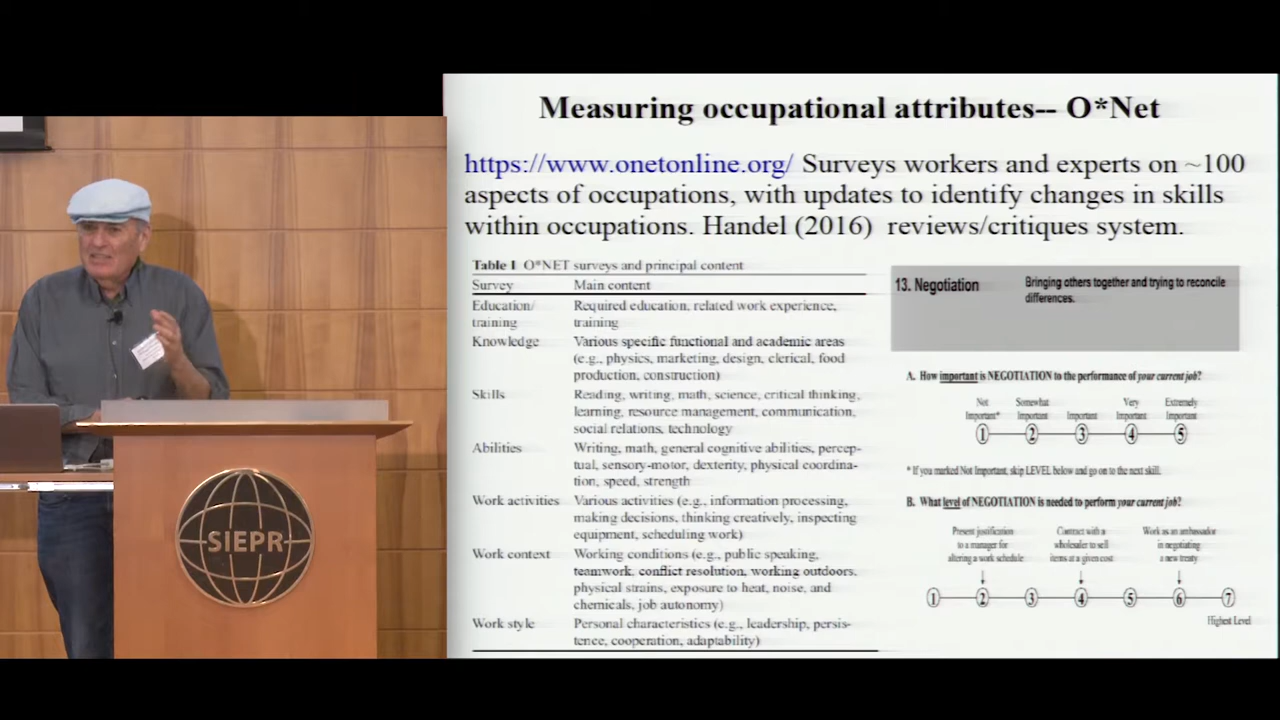 Measuring occupational attributes-- O*Net
https://www.onetonline.org/ Surveys workers and experts on ~100
aspects of occupations, with updates to identify changes in skills
within occupations. Handel (2016) reviews/critiques system.
Table 1 O*NET surveys and principal content
Survey Main content
Education/ Required education, related work experience,
training training
Knowledge Various specific functional and academic areas
(e.g., physics, marketing, design, clerical, food
production, construction)
Skills Reading, writing, math, science, critical thinking,
learning, resource management, communication,
social relations, technology
Abilities Writing, math, general cognitive abilities, percep-
tual, sensory-motor, dexterity, physical coordina-
tion, speed, strength
Work activities Various activities (e.g., information processing,
making decisions, thinking creatively, inspecting
equipment, scheduling work)
Work context Working conditions (e.g., public speaking,
teamwork, conflict resolution, working outdoors,
physical strains, exposure to heat, noise, and
chemicals, job autonomy)
Work style Personal characteristics (e.g., leadership, persis-
tence, cooperation, adaptability)
13. Negotiation Bringing others together and trying to reconcile
differences.
A. How important is NEGOTIATION to the performance of your current job?
Not Somewhat Very Extremely
Important* Important Important Important Important
1 2 3 4 5
* If you marked Not Important, skip LEVEL below and go on to the next skill.
B. What level of NEGOTIATION is needed to perform your current job?
Present justification Contract with a Work as an ambassador
to a manager for wholesaler to sell in negotiating
altering a work schedule items at a given cost a new treaty
1 2 3 4 5 6 7
Highest Level
SIEPR